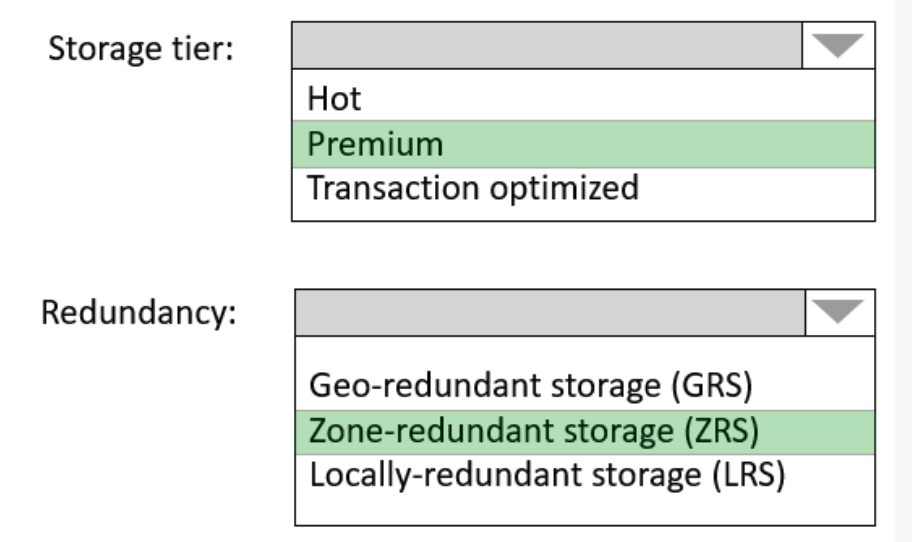 Storage tier:
Hot
Premium
Transaction optimized
Redundancy:
Geo-redundant storage (GRS)
Zone-redundant storage (ZRS)
Locally-redundant storage (LRS)